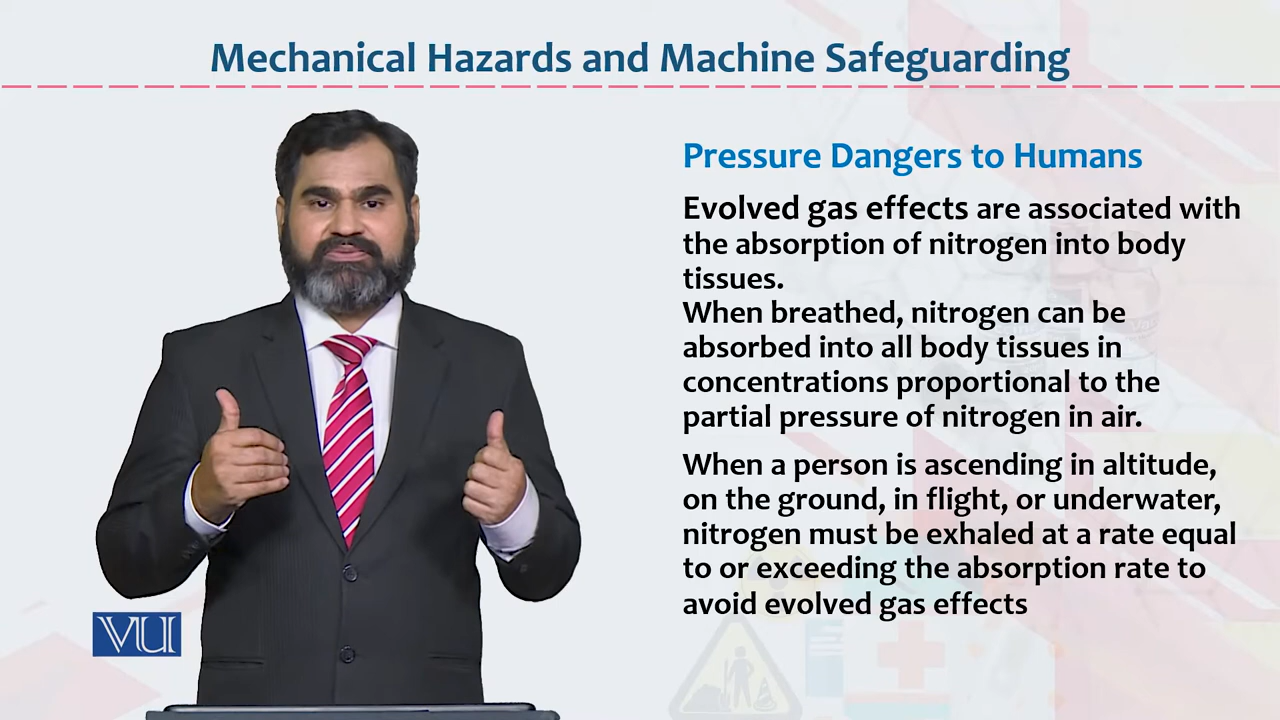 Mechanical Hazards and Machine Safeguarding
Pressure Dangers to Humans
Evolved gas effects are associated with
the absorption of nitrogen into body
tissues.
When breathed, nitrogen can be
absorbed into all body tissues in
concentrations proportional to the
partial pressure of nitrogen in air.
When a person is ascending in altitude,
on the ground, in flight, or underwater,
nitrogen must be exhaled at a rate equal
to or exceeding the absorption rate to
avoid evolved gas effects
VU